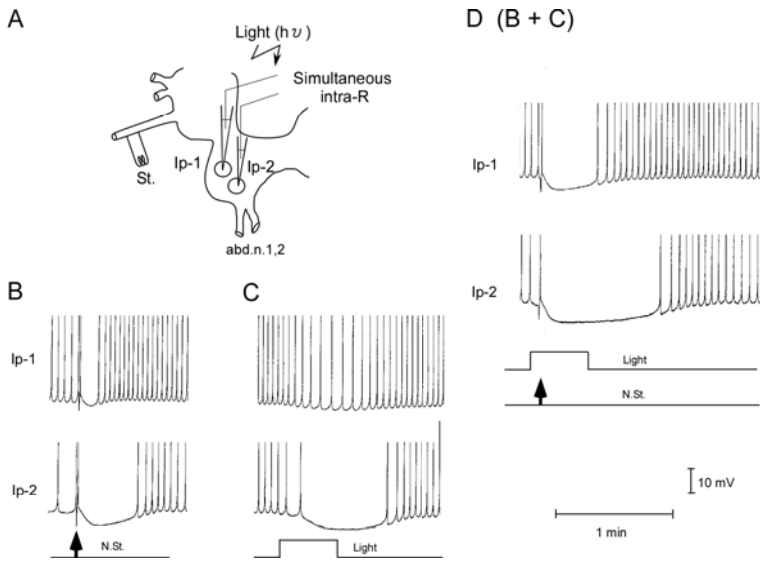 A
Light (hυ)
Simultaneous
intra-R
Ip-1
Ip-2
St.
abd.n.1,2
B
Ip-1
Ip-2
N.St.
C
Light
D (B + C)
Ip-1
Ip-2
Light
N.St.
10 mV
1 min